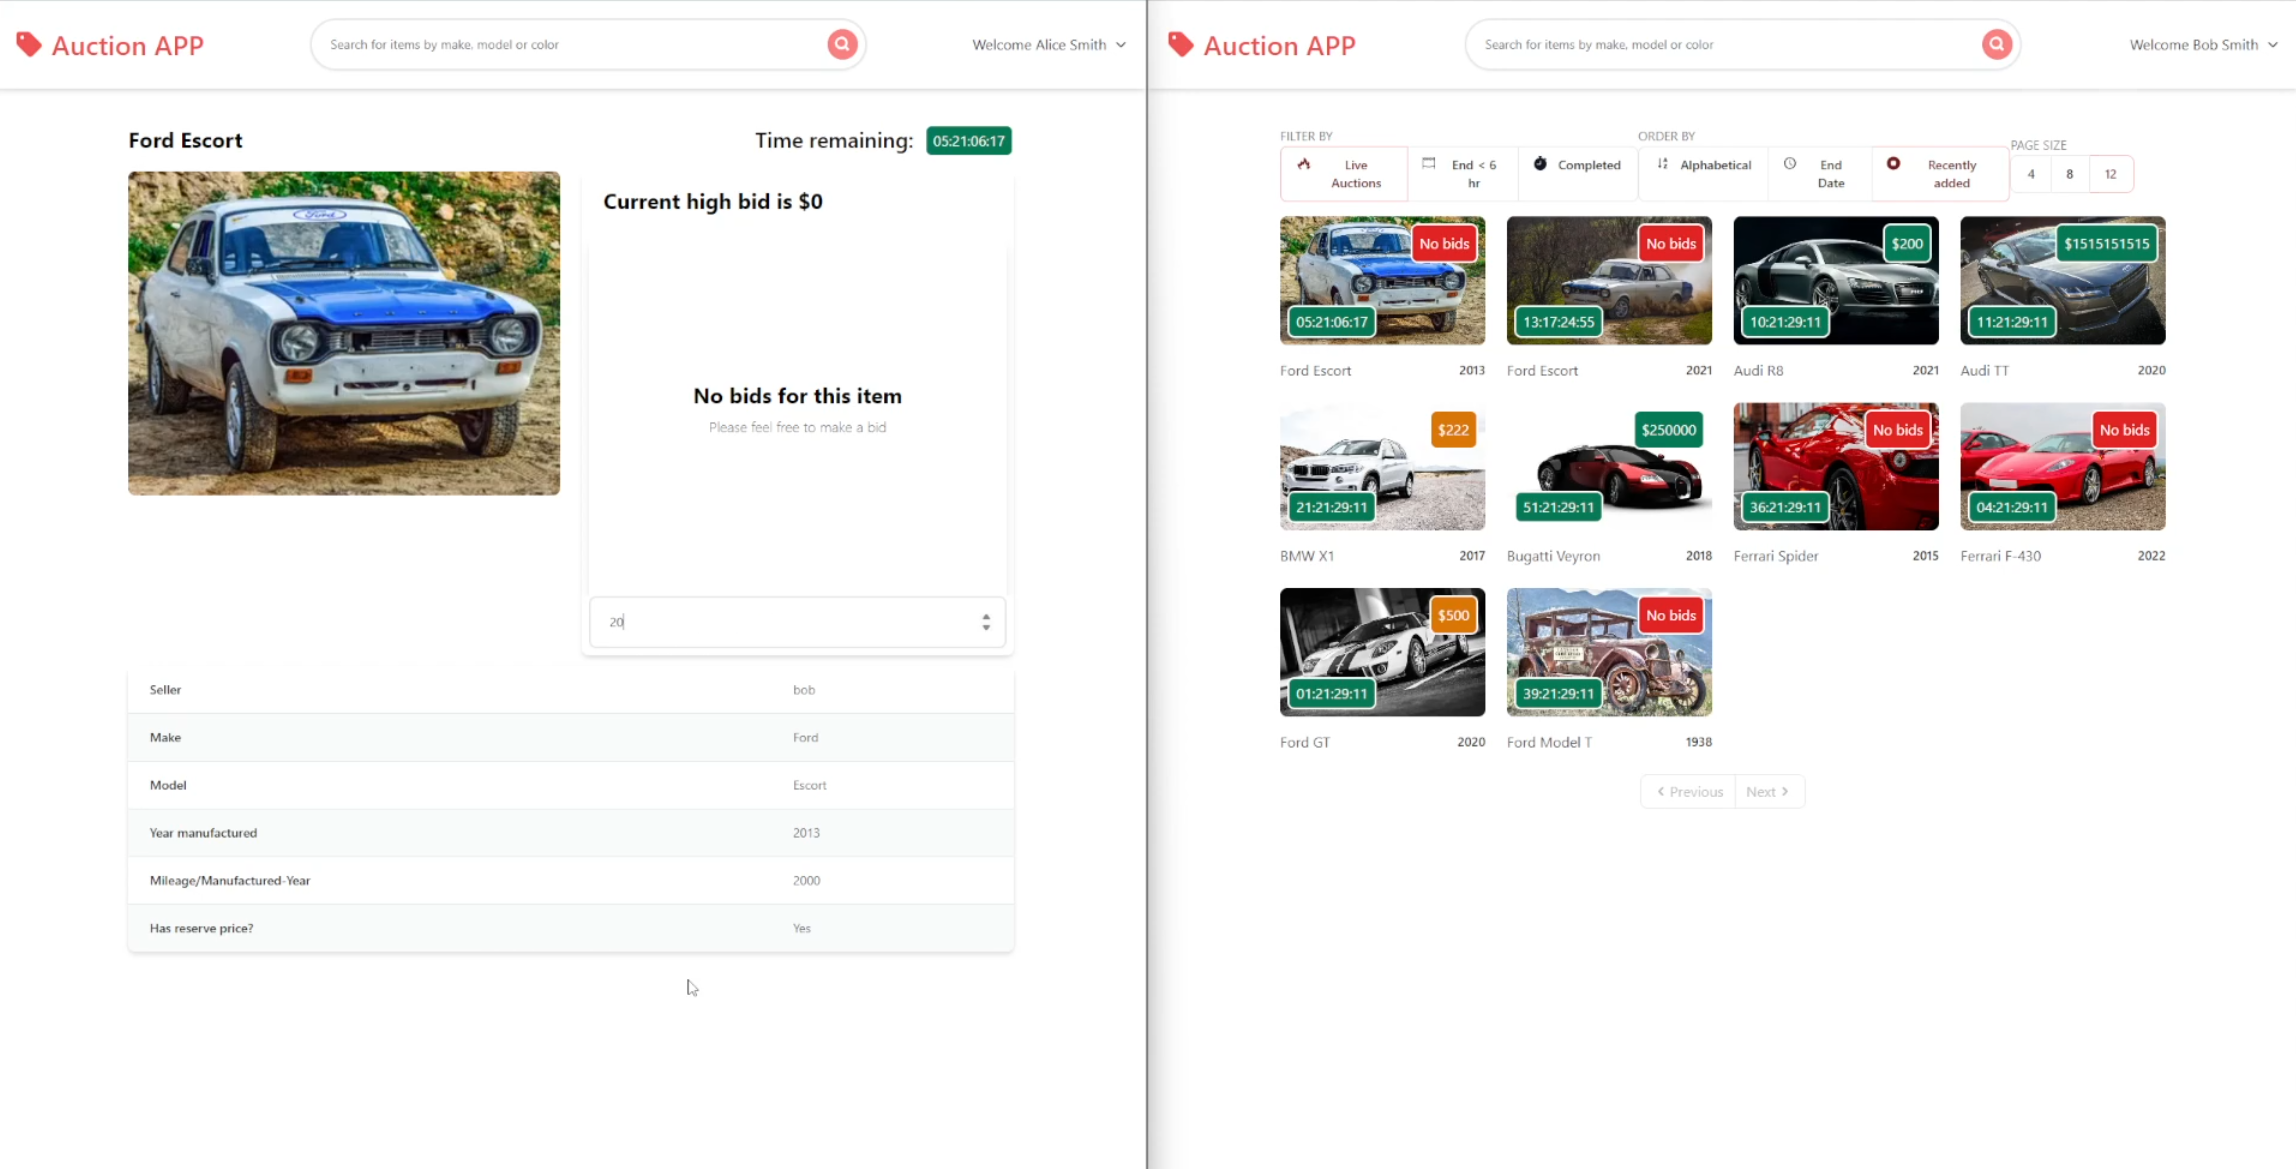 Auction APP
Search for items by make, model or color
Welcome Alice Smith
Ford Escort
Time remaining: 05:21:06:17
Current high bid is $0
No bids for this item
Please feel free to make a bid
20
Seller bob
Make Ford
Model Escort
Year manufactured 2013
Mileage/Manufactured-Year 2000
Has reserve price? Yes
Auction APP
Search for items by make, model or color
Welcome Bob Smith
FILTER BY
Live
Auctions
End < 6
hr
Completed
ORDER BY
Alphabetical
End
Date
Recently
added
PAGE SIZE
4 8 12
No bids
05:21:06:17
Ford Escort 2013
No bids
13:17:24:55
Ford Escort 2021
$200
10:21:29:11
Audi R8 2021
$1515151515
11:21:29:11
Audi TT 2020
$222
21:21:29:11
BMW X1 2017
$250000
51:21:29:11
Bugatti Veyron 2018
No bids
36:21:29:11
Ferrari Spider 2015
No bids
04:21:29:11
Ferrari F-430 2022
$500
01:21:29:11
Ford GT 2020
No bids
39:21:29:11
Ford Model T 1938
Previous Next